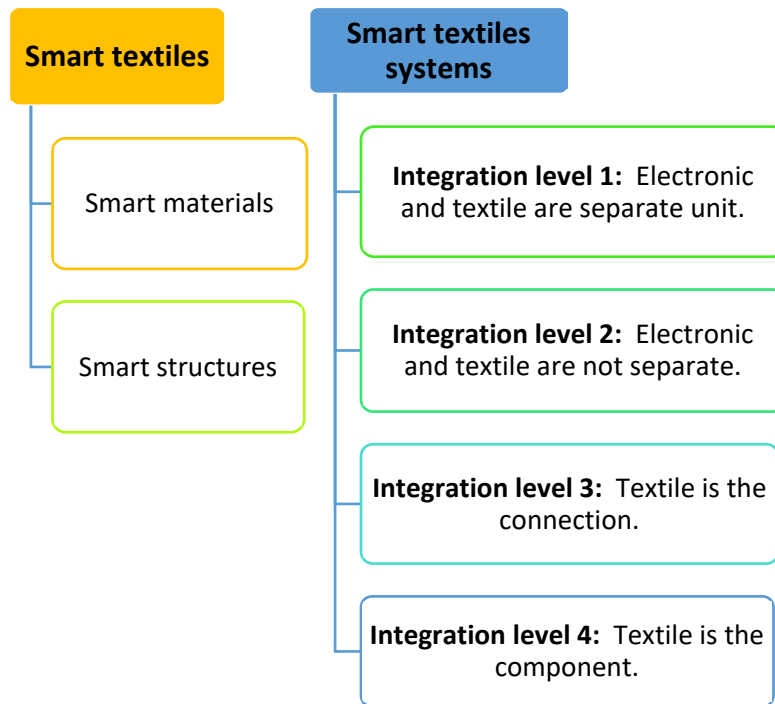 Smart textiles
Smart materials
Smart structures
Smart textiles
systems
Integration level 1: Electronic
and textile are separate unit.
Integration level 2: Electronic
and textile are not separate.
Integration level 3: Textile is the
connection.
Integration level 4: Textile is the
component.